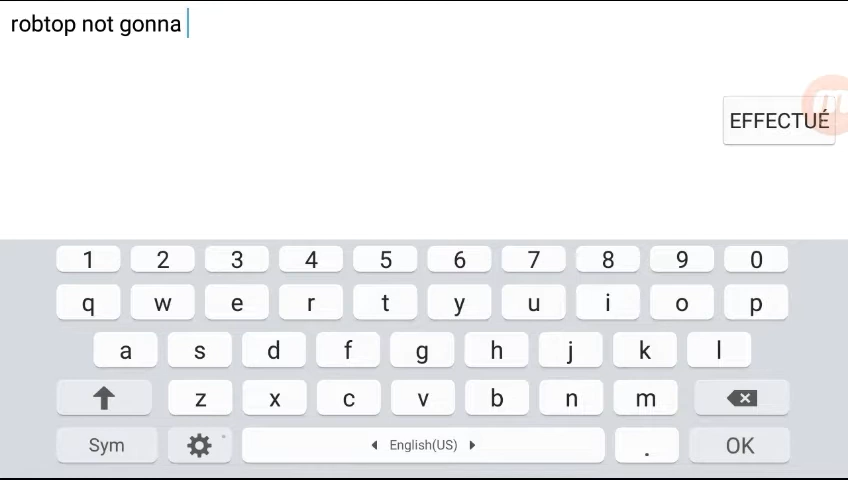 robtop not gonna
EFFECTUÉ
1 2 3 4 5 6 7 8 9 0
q w e r t y u i o p
a s d f g h j k l
z x c v b n m
Sym English(US) . OK